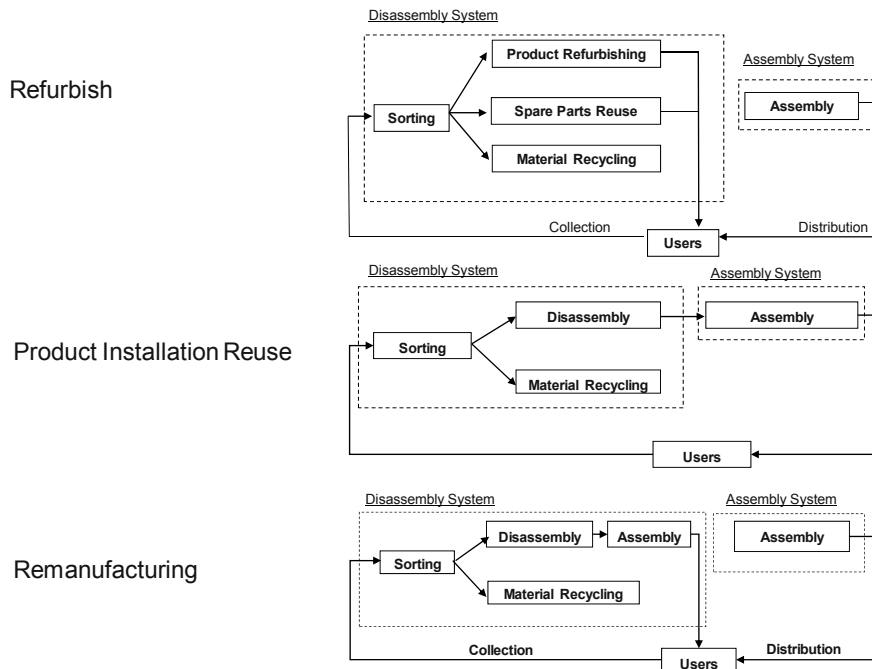 Disassembly System
Product Refurbishing
Assembly System
Refurbish
Assembly
Sorting
Spare Parts Reuse
Material Recycling
Collection
Distribution
Users
Disassembly System
Assembly System
Disassembly
Assembly
Product Installation Reuse
Sorting
Material Recycling
Users
Disassembly System
Assembly System
Disassembly
Assembly
Assembly
Remanufacturing
Sorting
Material Recycling
Collection
Distribution
Users